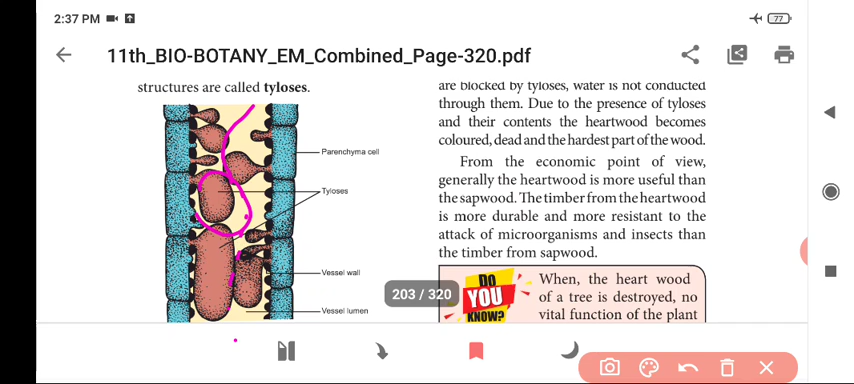 2:37 PM
77
11th_BIO-BOTANY_EM_Combined_Page-320.pdf
structures are called tyloses.
Parenchyma cell
Tyloses
Vessel wall
Vessel lumen
are blocked by tyloses, water is not conducted
through them. Due to the presence of tyloses
and their contents the heartwood becomes
coloured, dead and the hardest part of the wood.
From the economic point of view,
generally the heartwood is more useful than
the sapwood. The timber from the heartwood
is more durable and more resistant to the
attack of microorganisms and insects than
the timber from sapwood.
DO
YOU
KNOW?
When, the heart wood
of a tree is destroyed, no
vital function of the plant
203 / 320